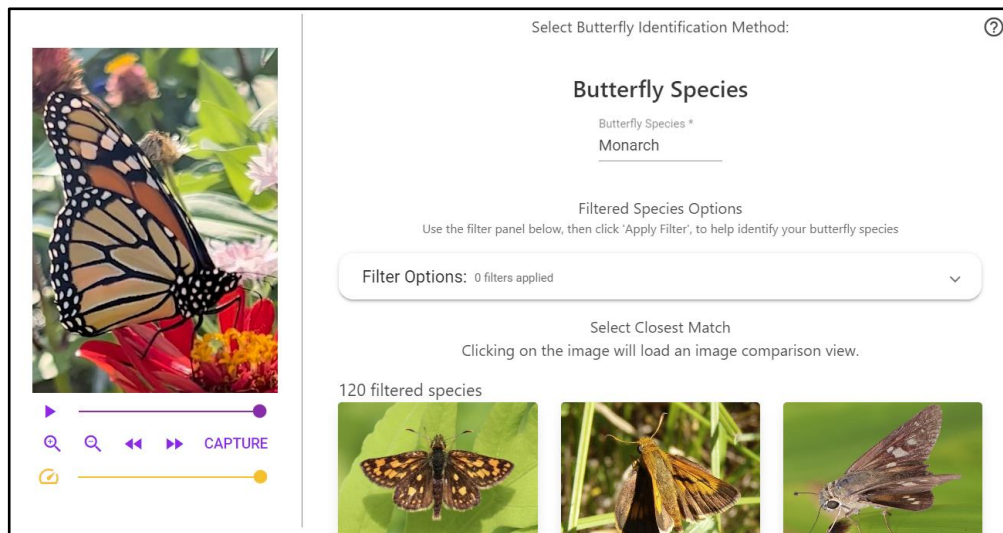 Select Butterfly Identification Method:
Butterfly Species
Butterfly Species *
Monarch
Filtered Species Options
Use the filter panel below, then click 'Apply Filter', to help identify your butterfly species
Filter Options: 0 filters applied
Select Closest Match
Clicking on the image will load an image comparison view.
120 filtered species
CAPTURE